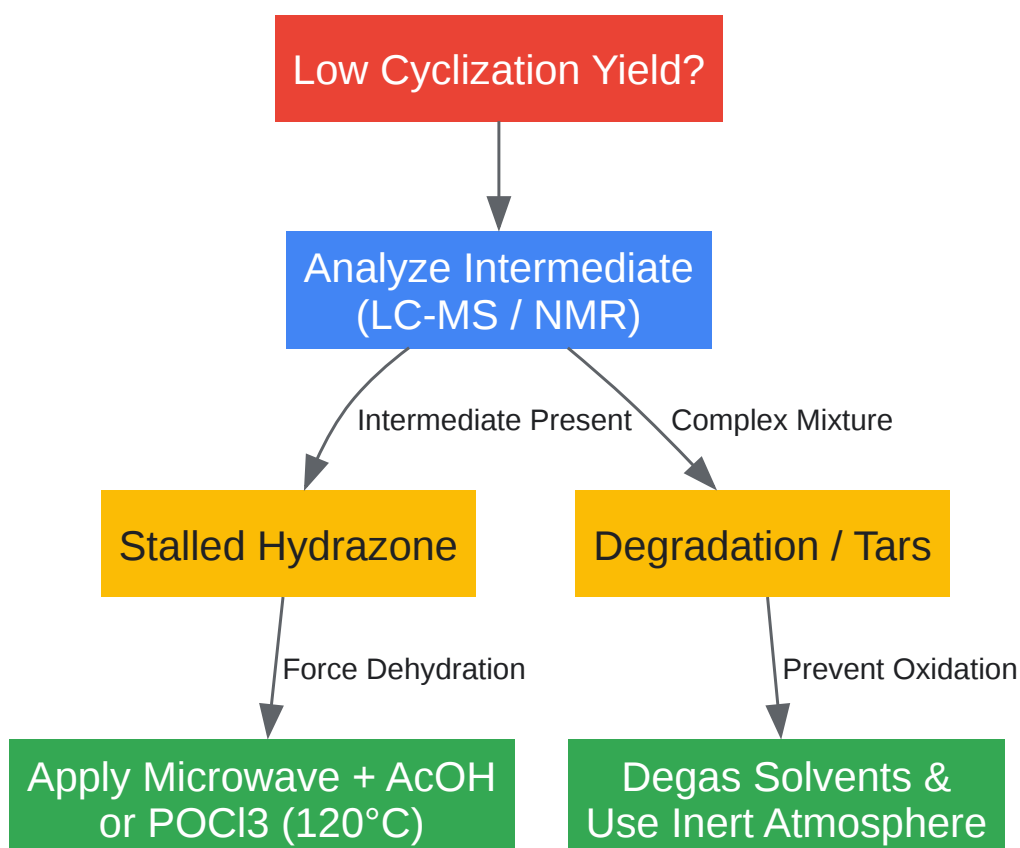 Low Cyclization Yield?
Analyze Intermediate
(LC-MS / NMR)
Intermediate Present
Complex Mixture
Stalled Hydrazone
Degradation / Tars
Force Dehydration
Prevent Oxidation
Apply Microwave + AcOH
or POCl3 (120°C)
Degas Solvents &
Use Inert Atmosphere